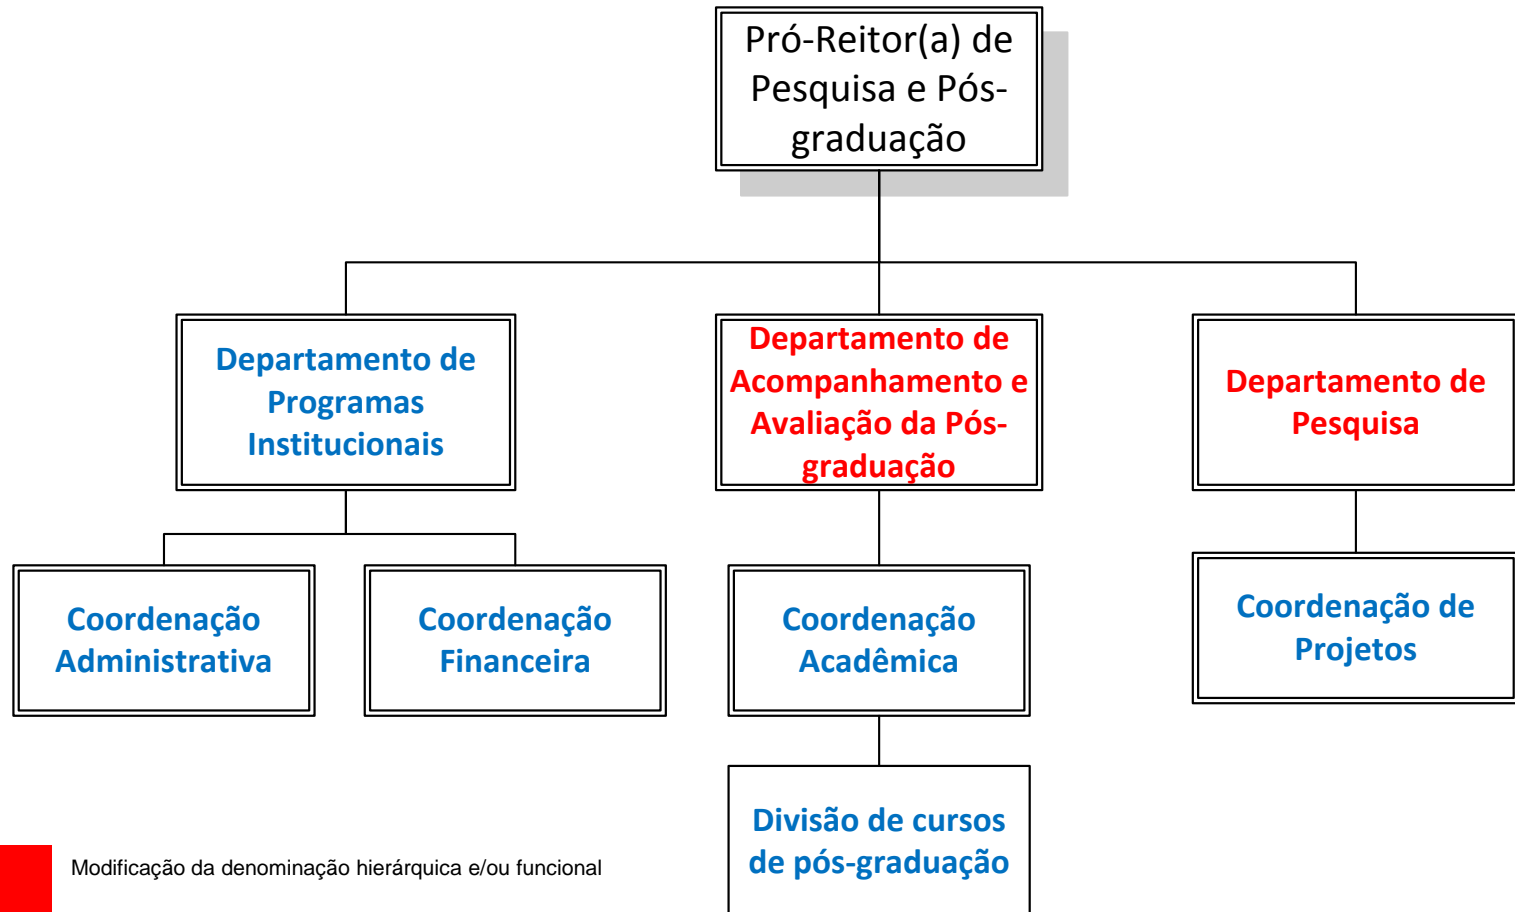 Pró-Reitor(a) de
Pesquisa e Pós-
graduação
Departamento de
Programas
Institucionais
Departamento de
Acompanhamento e
Avaliação da Pós-
graduação
Departamento de
Pesquisa
Coordenação
Administrativa
Coordenação
Financeira
Coordenação
Acadêmica
Coordenação de
Projetos
Divisão de cursos
de pós-graduação
Modificação da denominação hierárquica e/ou funcional